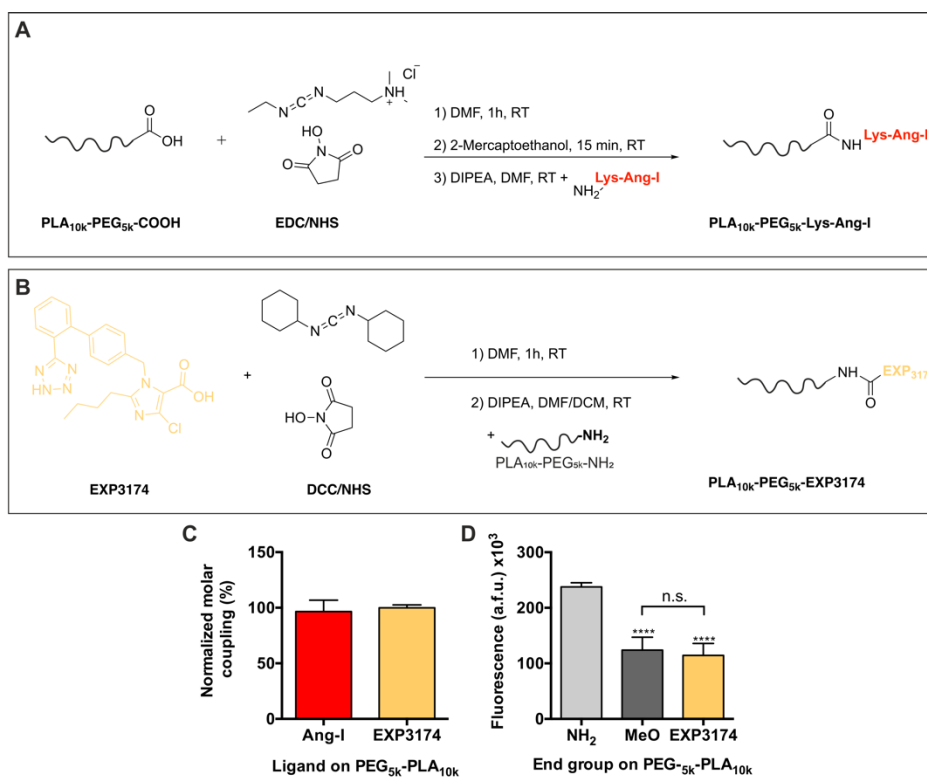 A
Cl⁻
N=C=N
NH
+
O
OH
+
HO
N
O
O
1) DMF, 1h, RT
2) 2-Mercaptoethanol, 15 min, RT
3) DIPEA, DMF, RT +
NH₂
Lys-Ang-I
O
NH
Lys-Ang-I
PLA₁₀ₖ-PEG₅ₖ-COOH
EDC/NHS
PLA₁₀ₖ-PEG₅ₖ-Lys-Ang-I
B
N
N
HN-N
N
N
O
OH
Cl
+
N=C=N
HO-N
O
O
1) DMF, 1h, RT
2) DIPEA, DMF/DCM, RT
+
-NH₂
PLA₁₀ₖ-PEG₅ₖ-NH₂
NH
O
EXP317
EXP3174
DCC/NHS
PLA₁₀ₖ-PEG₅ₖ-EXP3174
C
Normalized molar
coupling (%)
150
100
50
0
Ang-I EXP3174
Ligand on PEG₅ₖ-PLA₁₀ₖ
D
Fluorescence (a.f.u.) x10³
300
200
100
0
n.s.
**** ****
NH₂ MeO EXP3174
End group on PEG-₅ₖ-PLA₁₀ₖ